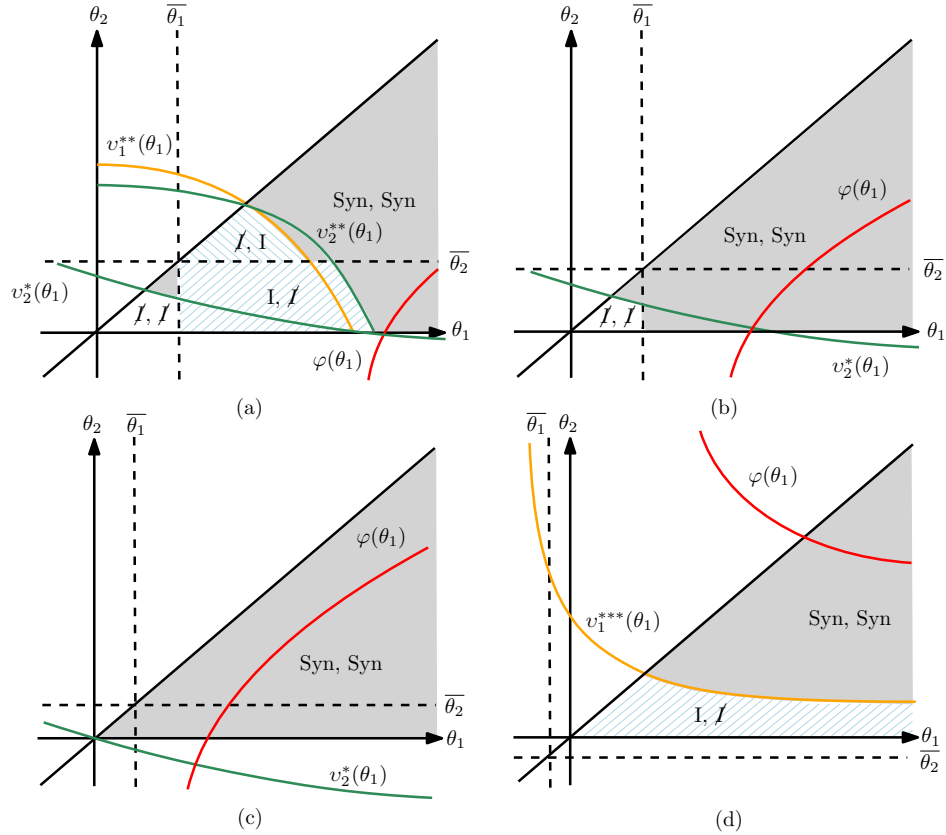 θ₂
θ̅₁
υ₁**(θ₁)
Syn, Syn
υ₂**(θ₁)
I̸, I
θ̅₂
υ₂*(θ₁)
I, I̸
I̸, I̸
θ₁
φ(θ₁)
(a)
θ₂
θ̅₁
φ(θ₁)
Syn, Syn
θ̅₂
I̸, I̸
θ₁
υ₂*(θ₁)
(b)
θ₂
θ̅₁
φ(θ₁)
Syn, Syn
θ̅₂
θ₁
υ₂*(θ₁)
(c)
θ̅₁
θ₂
φ(θ₁)
υ₁***(θ₁)
Syn, Syn
I, I̸
θ₁
θ̅₂
(d)